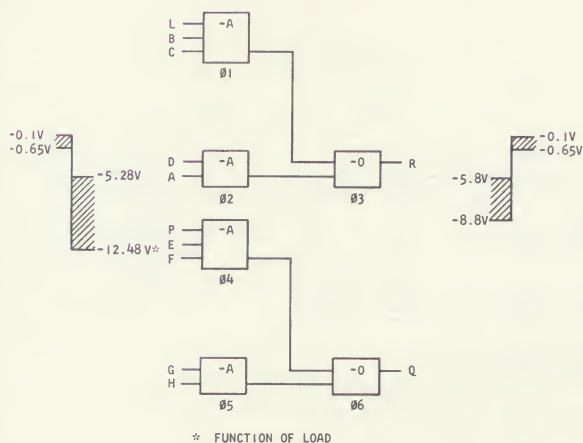 L
B
C
-A
Ø1
-0.1V
-0.65V
-5.28V
-12.48V*
D
A
-A
Ø2
-O
Ø3
R
-0.1V
-0.65V
-5.8V
-8.8V
P
E
F
-A
Ø4
G
H
-A
Ø5
-O
Ø6
Q
* FUNCTION OF LOAD